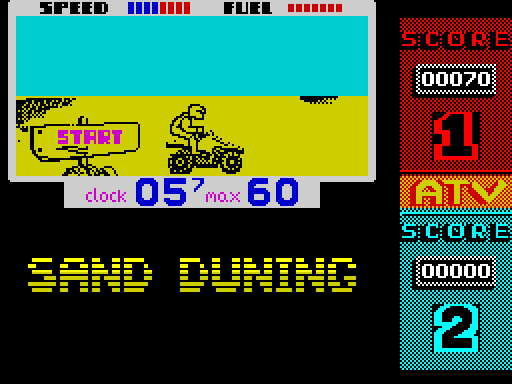 SPEED FUEL
START
clock 05 7 max 60
SAND DUNING
SCORE
00070
1
ATV
SCORE
00000
2